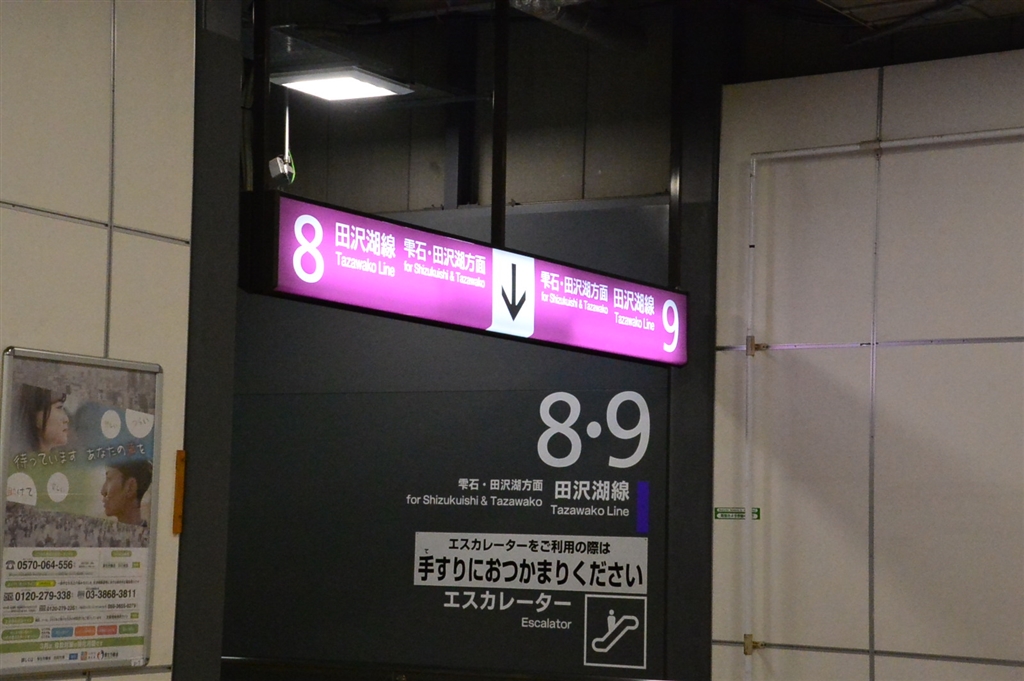 8
田沢湖線
Tazawako Line
雫石・田沢湖方面
for Shizukuishi & Tazawako
雫石・田沢湖方面
for Shizukuishi & Tazawako
田沢湖線
Tazawako Line
9
8・9
雫石・田沢湖方面
for Shizukuishi & Tazawako
田沢湖線
Tazawako Line
エスカレーターをご利用の際は
て
手すりにおつかまりください
エスカレーター
Escalator
待っています あなたの
0570-064-556
0120-279-338
03-3868-3811